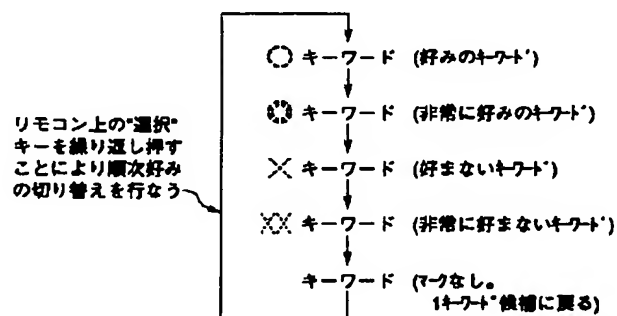 キーワード (好みのｷｰﾜｰﾄﾞ)
キーワード (非常に好みのｷｰﾜｰﾄﾞ)
リモコン上の"選択"
キーを繰り返し押す
ことにより順次好み
の切り替えを行なう
キーワード (好まないｷｰﾜｰﾄﾞ)
キーワード (非常に好まないｷｰﾜｰﾄﾞ)
キーワード (ﾏｰｸなし。
1ｷｰﾜｰﾄﾞ候補に戻る)